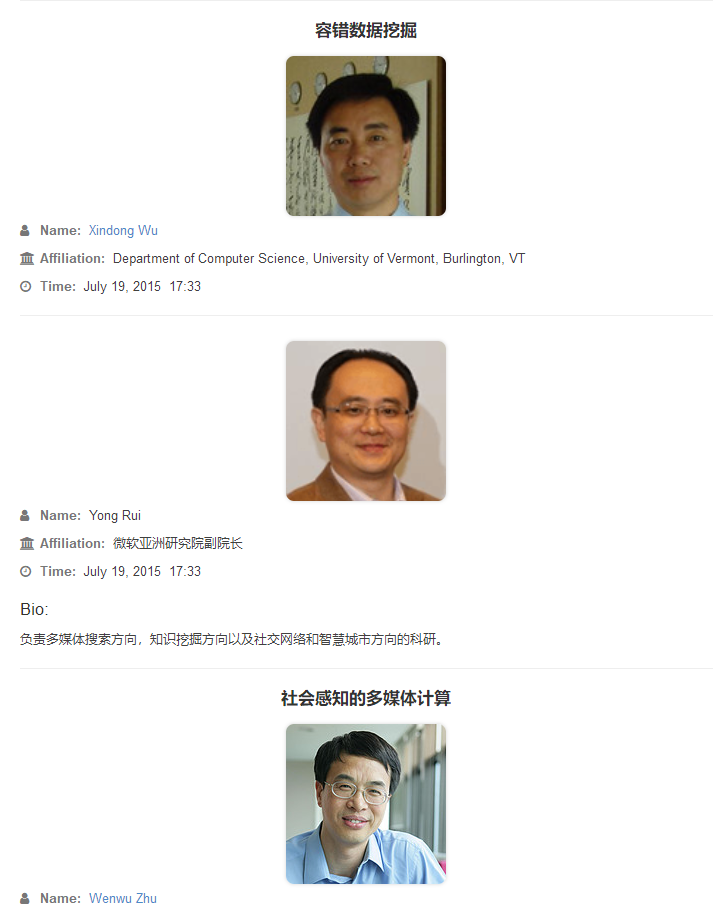 容错数据挖掘
Name: Xindong Wu
Affiliation: Department of Computer Science, University of Vermont, Burlington, VT
Time: July 19, 2015 17:33
Name: Yong Rui
Affiliation: 微软亚洲研究院副院长
Time: July 19, 2015 17:33
Bio:
负责多媒体搜索方向，知识挖掘方向以及社交网络和智慧城市方向的科研。
社会感知的多媒体计算
Name: Wenwu Zhu